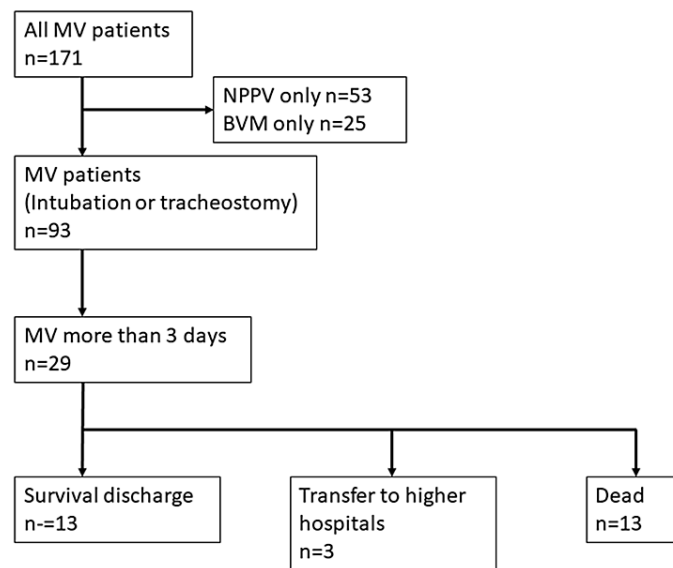 All MV patients
n=171
NPPV only n=53
BVM only n=25
MV patients
(Intubation or tracheostomy)
n=93
MV more than 3 days
n=29
Survival discharge
n-=13
Transfer to higher
hospitals
n=3
Dead
n=13